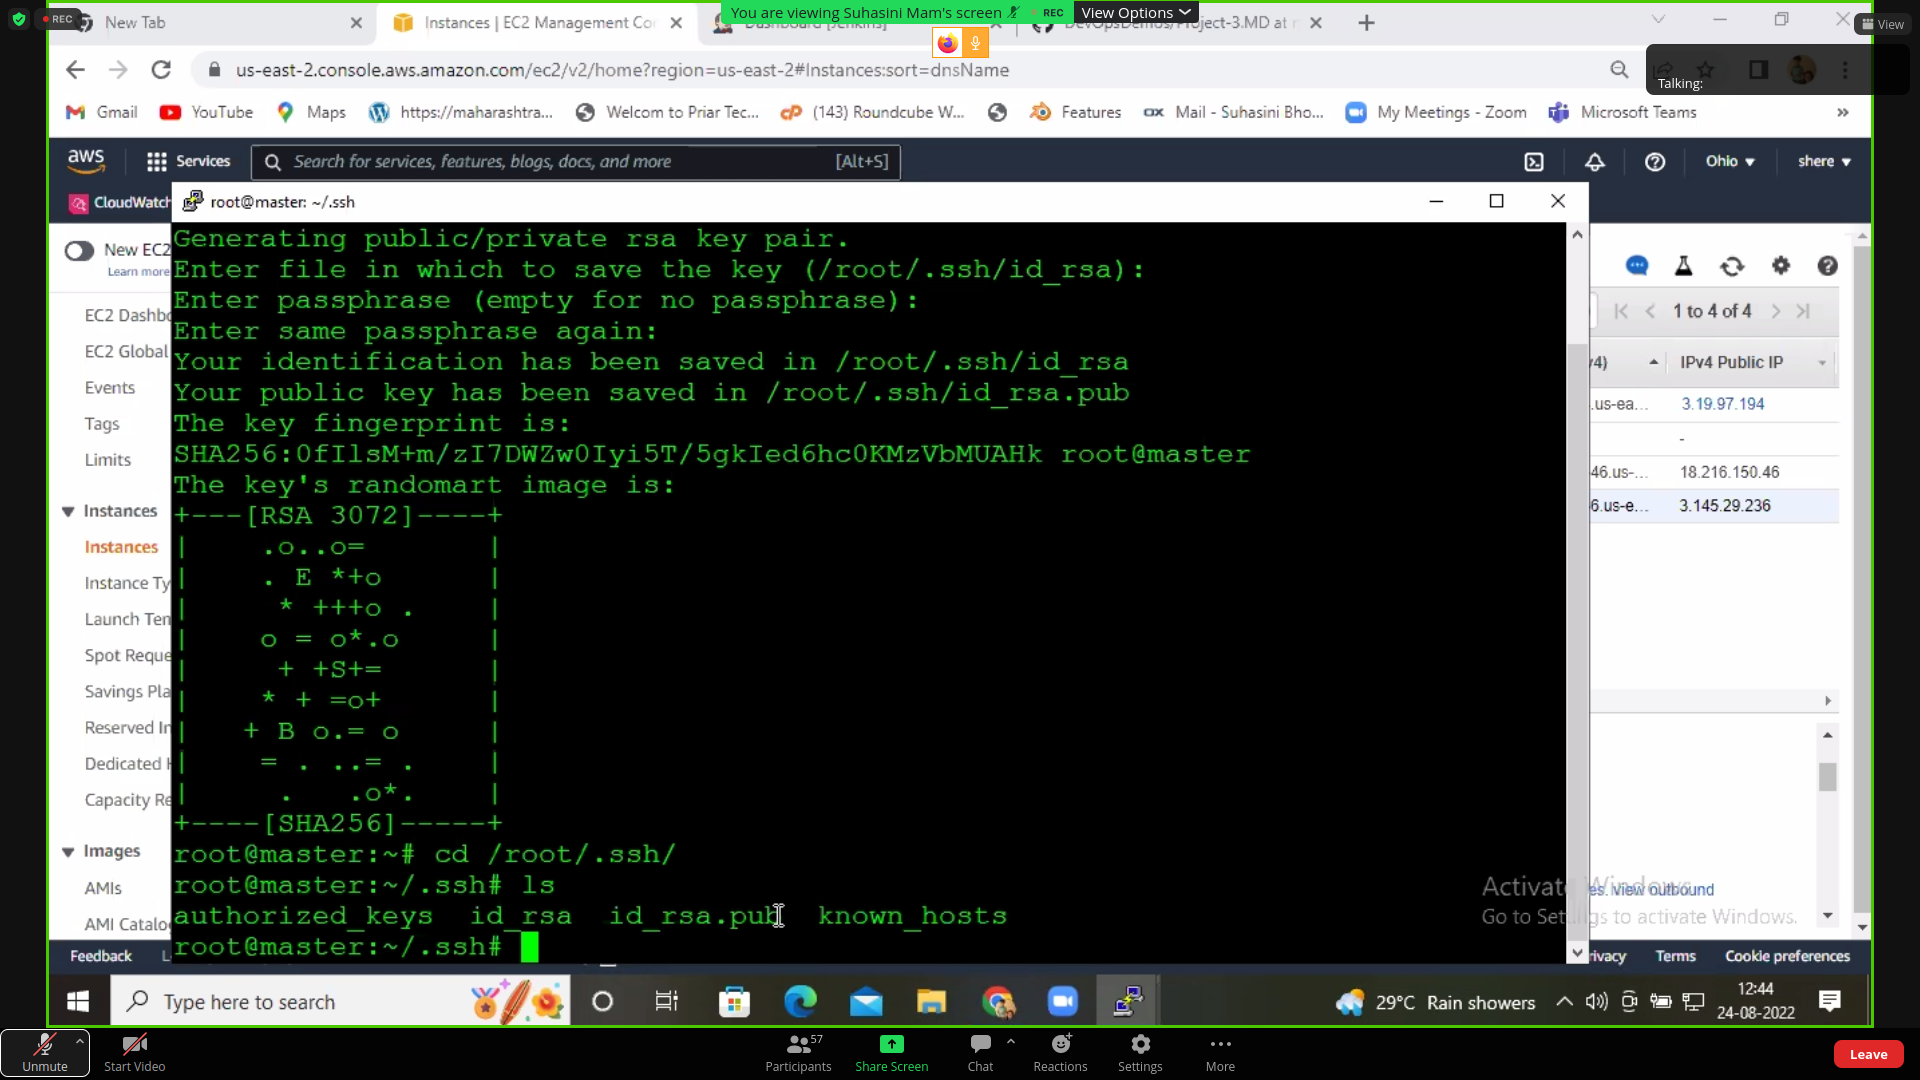 REC
New Tab
Instances | EC2 Management Co
You are viewing Suhasini Mam's screen
REC
View Options
Dashboard [Jenkins]
DevOpsDemos/Project-3.MD at
View
us-east-2.console.aws.amazon.com/ec2/v2/home?region=us-east-2#Instances:sort=dnsName
Talking:
Gmail
YouTube
Maps
https://maharashtra...
Welcom to Priar Tec...
(143) Roundcube W...
Features
Mail - Suhasini Bho...
My Meetings - Zoom
Microsoft Teams
aws
Services
Search for services, features, blogs, docs, and more
[Alt+S]
Ohio
shere
CloudWatch
root@master: ~/.ssh
New EC2
Learn more
EC2 Dashbo
EC2 Global
Events
Tags
Limits
Instances
Instances
Instance Ty
Launch Ten
Spot Reque
Savings Pla
Reserved In
Dedicated H
Capacity Re
Images
AMIs
AMI Catalo
Generating public/private rsa key pair.
Enter file in which to save the key (/root/.ssh/id_rsa):
Enter passphrase (empty for no passphrase):
Enter same passphrase again:
Your identification has been saved in /root/.ssh/id_rsa
Your public key has been saved in /root/.ssh/id_rsa.pub
The key fingerprint is:
SHA256:0fIlsM+m/zI7DWZw0Iyi5T/5gkIed6hc0KMzVbMUAHk root@master
The key's randomart image is:
+---[RSA 3072]----+
|     .o..o=        |
|     . E *+o       |
|      * +++o .     |
|     o = o*.o      |
|      + +S+=       |
|     * + =o+       |
|    + B o.= o      |
|     = . ..= .     |
|      .   .o*.     |
+----[SHA256]-----+
root@master:~# cd /root/.ssh/
root@master:~/.ssh# ls
authorized_keys  id_rsa  id_rsa.pub  known_hosts
root@master:~/.ssh#
1 to 4 of 4
v4)
IPv4 Public IP
.us-ea...
3.19.97.194
-
46.us-...
18.216.150.46
6.us-e...
3.145.29.236
Activate Windows
es. view outbound
Go to Settings to activate Windows.
Feedback
rivacy
Terms
Cookie preferences
Type here to search
29°C Rain showers
12:44
24-08-2022
Unmute
Start Video
57
Participants
Share Screen
Chat
Reactions
Settings
More
Leave